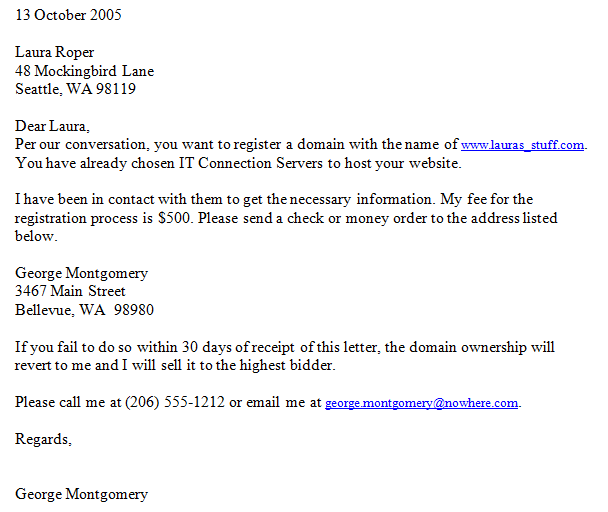 13 October 2005
Laura Roper
48 Mockingbird Lane
Seattle, WA 98119
Dear Laura,
Per our conversation, you want to register a domain with the name of www.lauras_stuff.com.
You have already chosen IT Connection Servers to host your website.
I have been in contact with them to get the necessary information. My fee for the
registration process is $500. Please send a check or money order to the address listed
below.
George Montgomery
3467 Main Street
Bellevue, WA 98980
If you fail to do so within 30 days of receipt of this letter, the domain ownership will
revert to me and I will sell it to the highest bidder.
Please call me at (206) 555-1212 or email me at george.montgomery@nowhere.com.
Regards,
George Montgomery